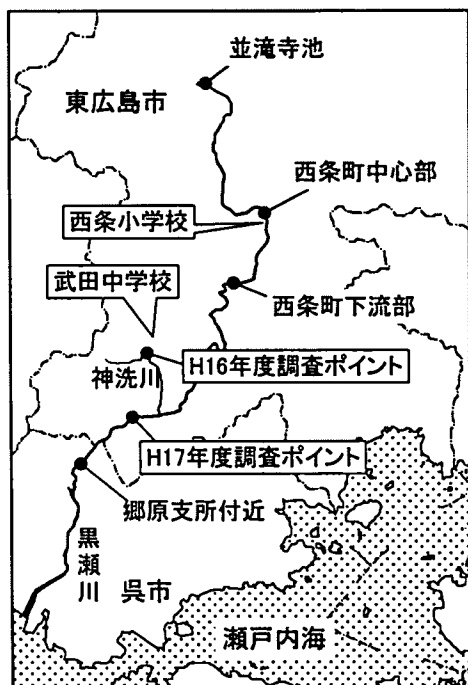 並滝寺池
東広島市
西条町中心部
西条小学校
武田中学校
西条町下流部
H16年度調査ポイント
神洗川
H17年度調査ポイント
郷原支所付近
黒瀬川
呉市
瀬戸内海